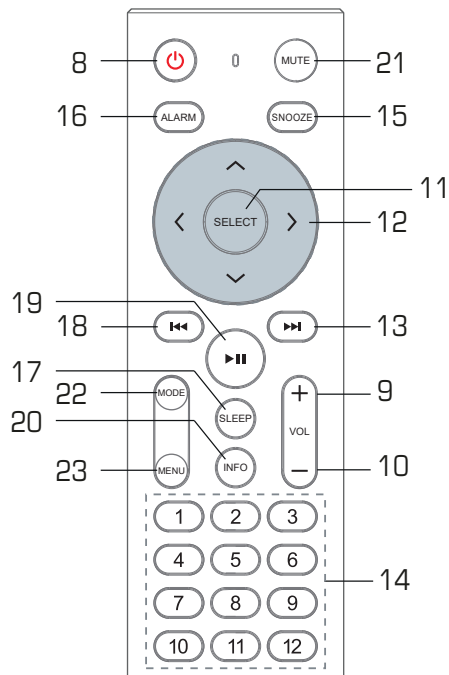 8 MUTE 21
16 ALARM SNOOZE 15
11
SELECT 12
19
18 13
17
MODE 9
22 SLEEP
VOL
20 INFO
23 MENU 10
1 2 3
4 5 6
14
7 8 9
10 11 12